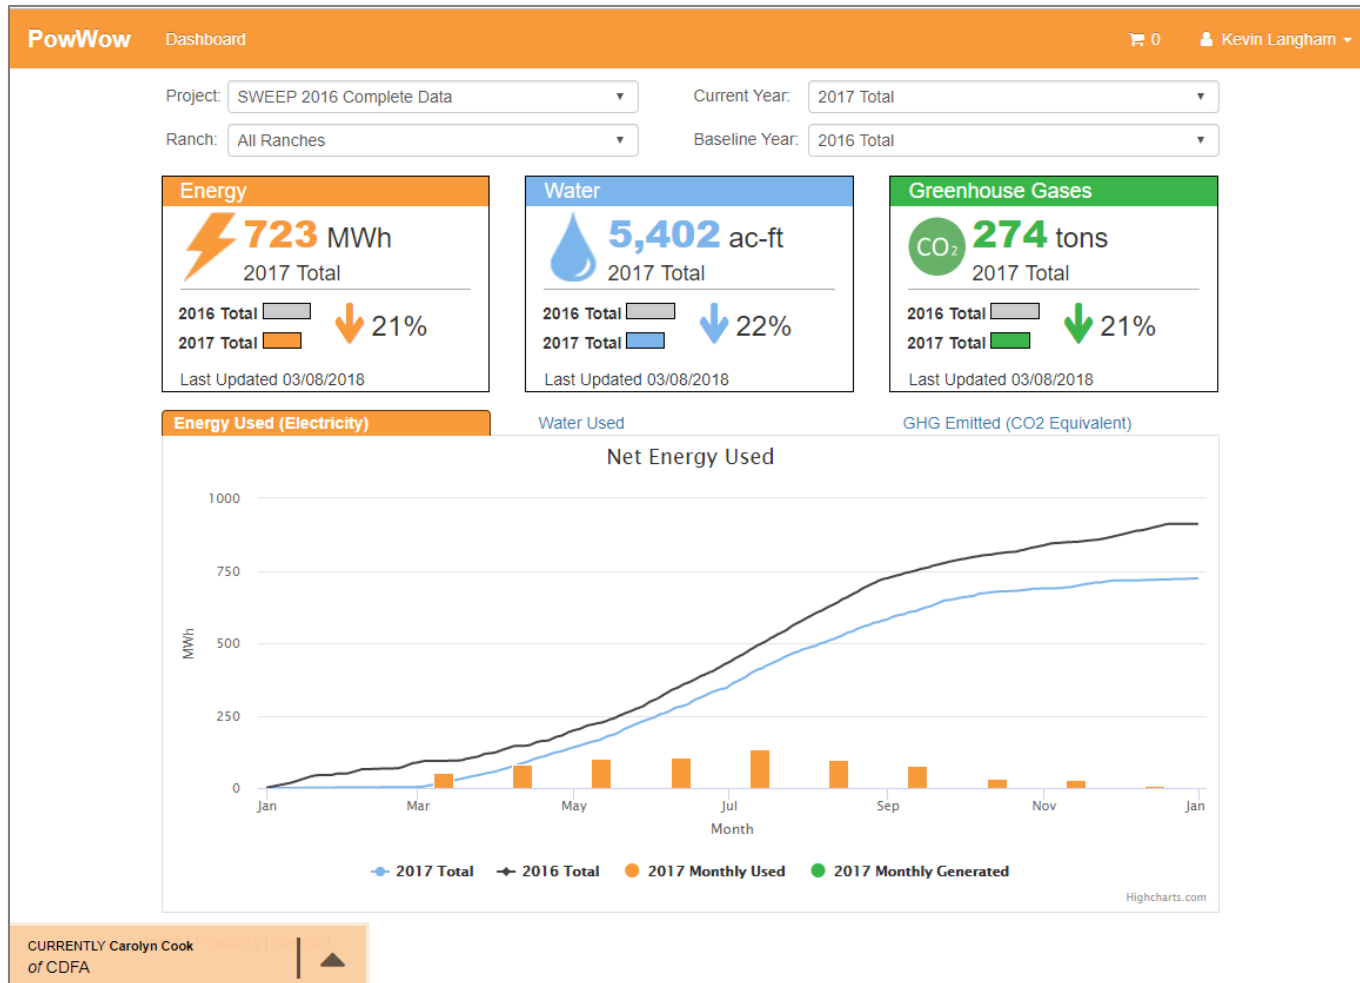 PowWow Dashboard 0 Kevin Langham
Project: SWEEP 2016 Complete Data Current Year: 2017 Total
Ranch: All Ranches Baseline Year: 2016 Total
Energy
723 MWh
2017 Total
2016 Total
2017 Total
21%
Last Updated 03/08/2018
Water
5,402 ac-ft
2017 Total
2016 Total
2017 Total
22%
Last Updated 03/08/2018
Greenhouse Gases
CO2
274 tons
2017 Total
2016 Total
2017 Total
21%
Last Updated 03/08/2018
Energy Used (Electricity) Water Used GHG Emitted (CO2 Equivalent)
Net Energy Used
1000
750
500
250
0
MWh
Jan Mar May Jul Sep Nov Jan
Month
2017 Total 2016 Total 2017 Monthly Used 2017 Monthly Generated
Highcharts.com
CURRENTLY Carolyn Cook
of CDFA